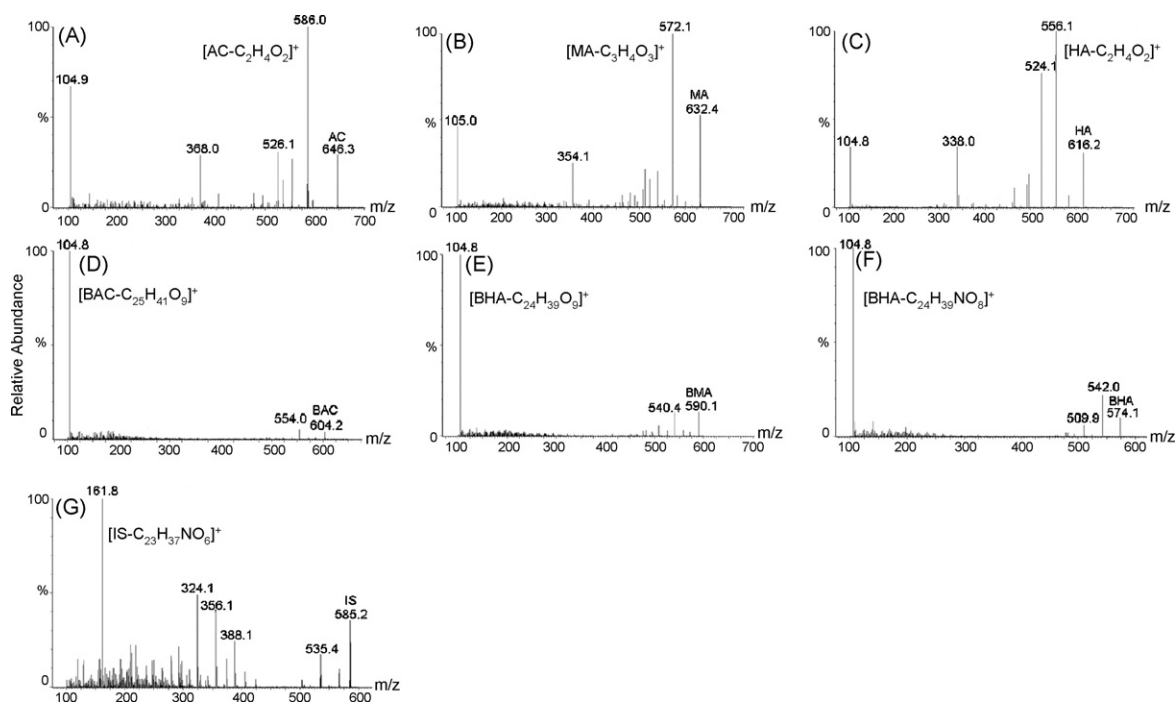 (A)
100
586.0
[AC-C₂H₄O₂]⁺
104.9
%
368.0
526.1
AC
646.3
0
100 200 300 400 500 600 700 m/z
(B)
100
572.1
[MA-C₃H₄O₃]⁺
105.0
%
354.1
MA
632.4
0
100 200 300 400 500 600 700 m/z
(C)
100
556.1
[HA-C₂H₄O₂]⁺
524.1
104.8
%
338.0
HA
616.2
0
100 200 300 400 500 600 700 m/z
Relative Abundance
(D)
100
104.8
[BAC-C₂₅H₄₁O₉]⁺
%
554.0
BAC
604.2
0
100 200 300 400 500 600 m/z
(E)
100
104.8
[BHA-C₂₄H₃₉O₉]⁺
%
540.4
BMA
590.1
0
100 200 300 400 500 600 m/z
(F)
100
104.8
[BHA-C₂₄H₃₉NO₈]⁺
%
542.0
BHA
574.1
509.9
0
100 200 300 400 500 600 m/z
(G)
100
161.8
[IS-C₂₃H₃₇NO₆]⁺
%
324.1
356.1
388.1
IS
585.2
535.4
0
100 200 300 400 500 600 m/z